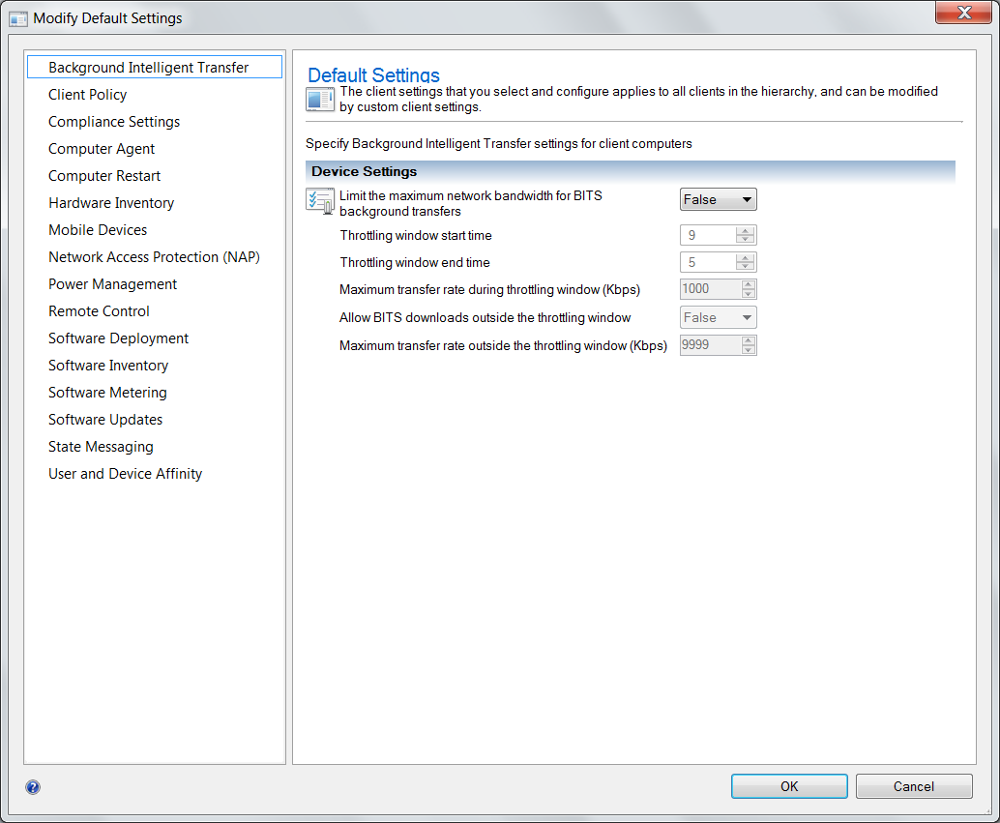 Modify Default Settings
Background Intelligent Transfer
Client Policy
Compliance Settings
Computer Agent
Computer Restart
Hardware Inventory
Mobile Devices
Network Access Protection (NAP)
Power Management
Remote Control
Software Deployment
Software Inventory
Software Metering
Software Updates
State Messaging
User and Device Affinity
Default Settings
The client settings that you select and configure applies to all clients in the hierarchy, and can be modified
by custom client settings.
Specify Background Intelligent Transfer settings for client computers
Device Settings
Limit the maximum network bandwidth for BITS
background transfers
False
Throttling window start time
9
Throttling window end time
5
Maximum transfer rate during throttling window (Kbps)
1000
Allow BITS downloads outside the throttling window
False
Maximum transfer rate outside the throttling window (Kbps)
9999
?
OK
Cancel